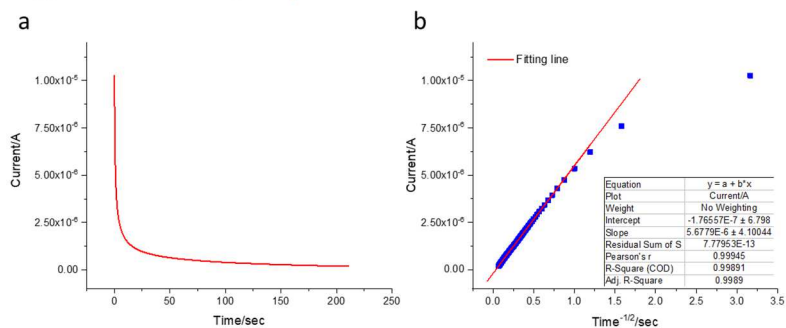 a
1.00x10-5
7.50x10-6
5.00x10-6
2.50x10-6
0.00
Current/A
0
50
100
150
200
250
Time/sec
b
Fitting line
1.00x10-5
7.50x10-6
5.00x10-6
2.50x10-6
0.00
Current/A
Equation y = a + b*x
Plot Current/A
Weight No Weighting
Intercept -1.76557E-7 ± 6.798
Slope 5.6779E-6 ± 4.10044
Residual Sum of S 7.77953E-13
Pearson's r 0.99945
R-Square (COD) 0.99891
Adj. R-Square 0.9989
0.0
0.5
1.0
1.5
2.0
2.5
3.0
3.5
Time-1/2/sec